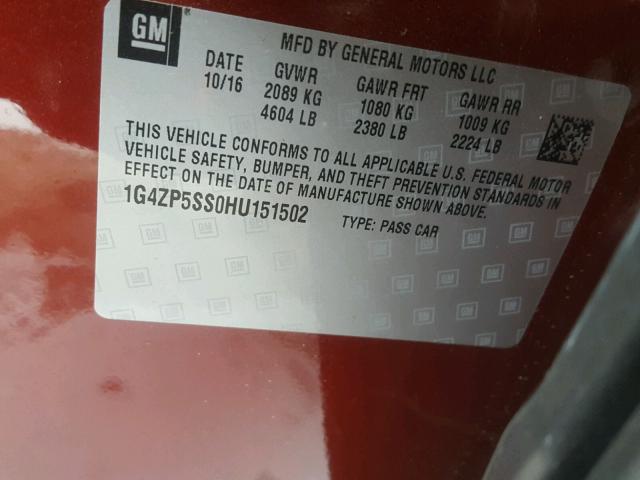 GM
MFD BY GENERAL MOTORS LLC
DATE GVWR GAWR FRT GAWR RR
10/16 2089 KG 1080 KG 1009 KG
4604 LB 2380 LB 2224 LB
THIS VEHICLE CONFORMS TO ALL APPLICABLE U.S. FEDERAL MOTOR
VEHICLE SAFETY, BUMPER, AND THEFT PREVENTION STANDARDS IN
EFFECT ON THE DATE OF MANUFACTURE SHOWN ABOVE.
1G4ZP5SS0HU151502 TYPE: PASS CAR